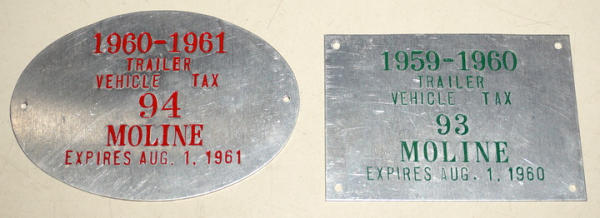 1960-1961
TRAILER
VEHICLE TAX
94
MOLINE
EXPIRES AUG. 1, 1961
1959-1960
TRAILER
VEHICLE TAX
93
MOLINE
EXPIRES AUG. 1, 1960